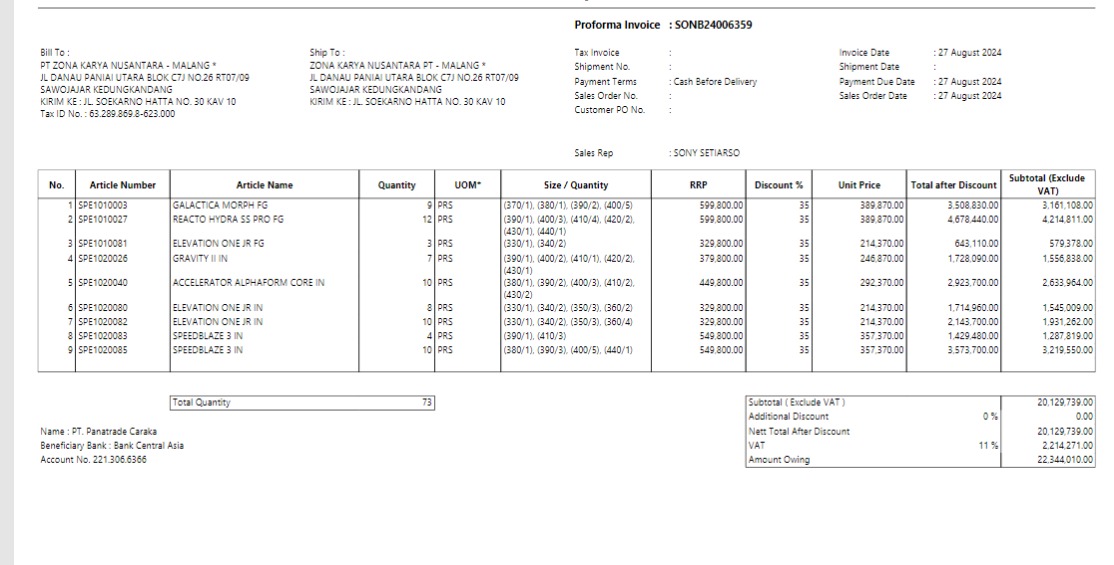 Proforma Invoice : SONB24006359
Bill To :
PT ZONA KARYA NUSANTARA - MALANG *
JL DANAU PANIAI UTARA BLOK C7J NO.26 RT07/09
SAWOJAJAR KEDUNGKANDANG
KIRIM KE : JL. SOEKARNO HATTA NO. 30 KAV 10
Tax ID No. : 63.289.869.8-623.000
Ship To :
ZONA KARYA NUSANTARA PT - MALANG *
JL DANAU PANIAI UTARA BLOK C7J NO.26 RT07/09
SAWOJAJAR KEDUNGKANDANG
KIRIM KE : JL. SOEKARNO HATTA NO. 30 KAV 10
Tax Invoice :
Shipment No. :
Payment Terms : Cash Before Delivery
Sales Order No. :
Customer PO No. :
Invoice Date : 27 August 2024
Shipment Date :
Payment Due Date : 27 August 2024
Sales Order Date : 27 August 2024
Sales Rep : SONY SETIARSO
No. Article Number Article Name Quantity UOM* Size / Quantity RRP Discount % Unit Price Total after Discount Subtotal (Exclude VAT)
1 SPE1010003 GALACTICA MORPH FG 9 PRS (370/1), (380/1), (390/2), (400/5) 599,800.00 35 389,870.00 3,508,830.00 3,161,108.00
2 SPE1010027 REACTO HYDRA SS PRO FG 12 PRS (390/1), (400/3), (410/4), (420/2), 599,800.00 35 389,870.00 4,678,440.00 4,214,811.00
(430/1), (440/1)
3 SPE1010081 ELEVATION ONE JR FG 3 PRS (330/1), (340/2) 329,800.00 35 214,370.00 643,110.00 579,378.00
4 SPE1020026 GRAVITY II IN 7 PRS (390/1), (400/2), (410/1), (420/2), 379,800.00 35 246,870.00 1,728,090.00 1,556,838.00
(430/1)
5 SPE1020040 ACCELERATOR ALPHAFORM CORE IN 10 PRS (380/1), (390/2), (400/3), (410/2), 449,800.00 35 292,370.00 2,923,700.00 2,633,964.00
(430/2)
6 SPE1020080 ELEVATION ONE JR IN 8 PRS (330/1), (340/2), (350/3), (360/2) 329,800.00 35 214,370.00 1,714,960.00 1,545,009.00
7 SPE1020082 ELEVATION ONE JR IN 10 PRS (330/1), (340/2), (350/3), (360/4) 329,800.00 35 214,370.00 2,143,700.00 1,931,262.00
8 SPE1020083 SPEEDBLAZE 3 IN 4 PRS (390/1), (410/3) 549,800.00 35 357,370.00 1,429,480.00 1,287,819.00
9 SPE1020085 SPEEDBLAZE 3 IN 10 PRS (380/1), (390/3), (400/5), (440/1) 549,800.00 35 357,370.00 3,573,700.00 3,219,550.00
Total Quantity 73
Subtotal ( Exclude VAT ) 20,129,739.00
Additional Discount 0 % 0.00
Nett Total After Discount 20,129,739.00
VAT 11 % 2,214,271.00
Amount Owing 22,344,010.00
Name : PT. Panatrade Caraka
Beneficiary Bank : Bank Central Asia
Account No. 221.306.6366